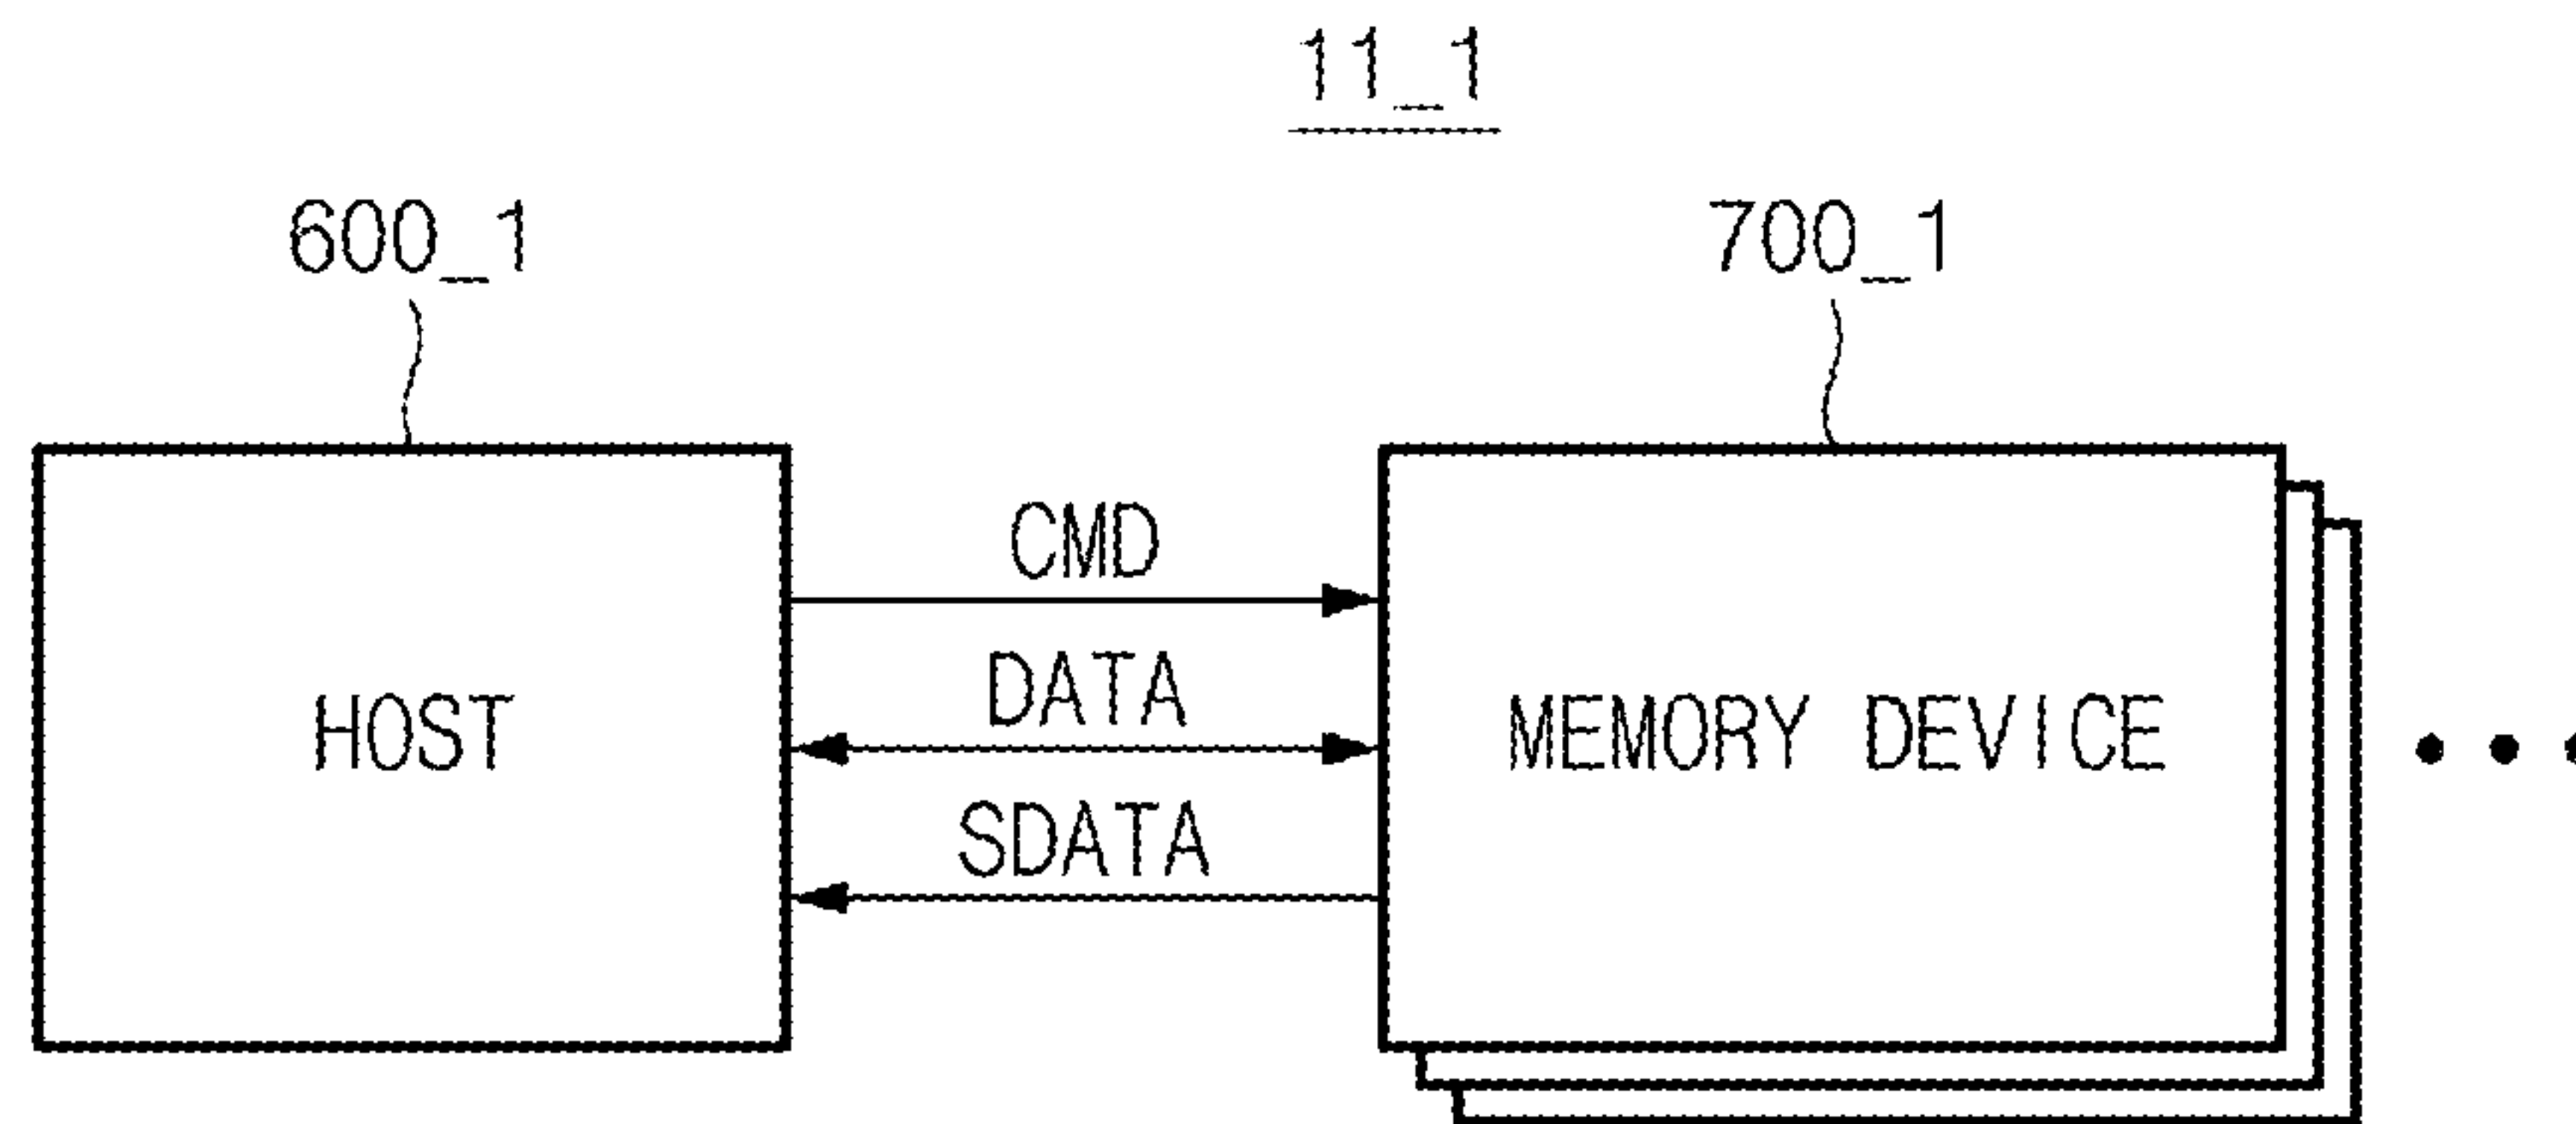 11_1
600_1
700_1
CMD
DATA
SDATA
HOST
MEMORY DEVICE